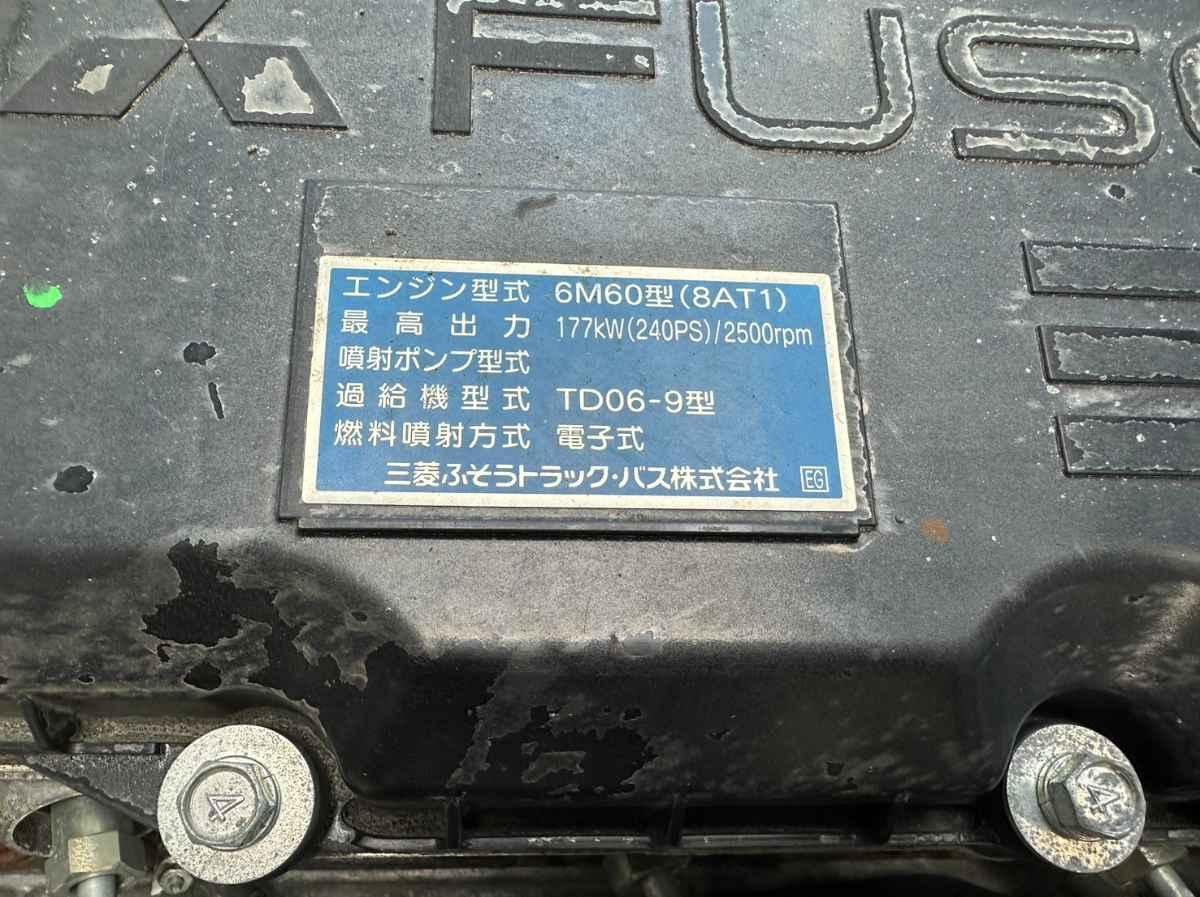 FUS
エンジン型式 6M60型(8AT1)
最高出力 177kW(240PS)/2500rpm
噴射ポンプ型式
過給機型式 TD06-9型
燃料噴射方式 電子式
三菱ふそうトラック・バス株式会社 EG
4
4